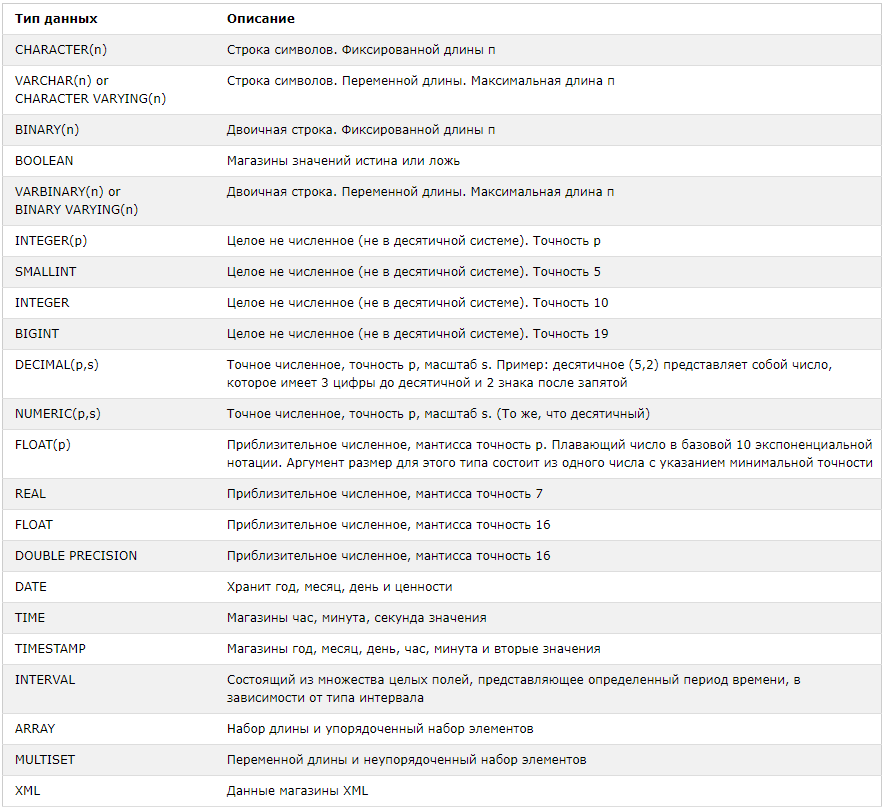 Тип данных Описание
CHARACTER(n) Строка символов. Фиксированной длины п
VARCHAR(n) or Строка символов. Переменной длины. Максимальная длина п
CHARACTER VARYING(n)
BINARY(n) Двоичная строка. Фиксированной длины п
BOOLEAN Магазины значений истина или ложь
VARBINARY(n) or Двоичная строка. Переменной длины. Максимальная длина п
BINARY VARYING(n)
INTEGER(p) Целое не численное (не в десятичной системе). Точность р
SMALLINT Целое не численное (не в десятичной системе). Точность 5
INTEGER Целое не численное (не в десятичной системе). Точность 10
BIGINT Целое не численное (не в десятичной системе). Точность 19
DECIMAL(p,s) Точное численное, точность р, масштаб s. Пример: десятичное (5,2) представляет собой число,
которое имеет 3 цифры до десятичной и 2 знака после запятой
NUMERIC(p,s) Точное численное, точность р, масштаб s. (То же, что десятичный)
FLOAT(p) Приблизительное численное, мантисса точность р. Плавающий число в базовой 10 экспоненциальной
нотации. Аргумент размер для этого типа состоит из одного числа с указанием минимальной точности
REAL Приблизительное численное, мантисса точность 7
FLOAT Приблизительное численное, мантисса точность 16
DOUBLE PRECISION Приблизительное численное, мантисса точность 16
DATE Хранит год, месяц, день и ценности
TIME Магазины час, минута, секунда значения
TIMESTAMP Магазины год, месяц, день, час, минута и вторые значения
INTERVAL Состоящий из множества целых полей, представляющее определенный период времени, в
зависимости от типа интервала
ARRAY Набор длины и упорядоченный набор элементов
MULTISET Переменной длины и неупорядоченный набор элементов
XML Данные магазины XML